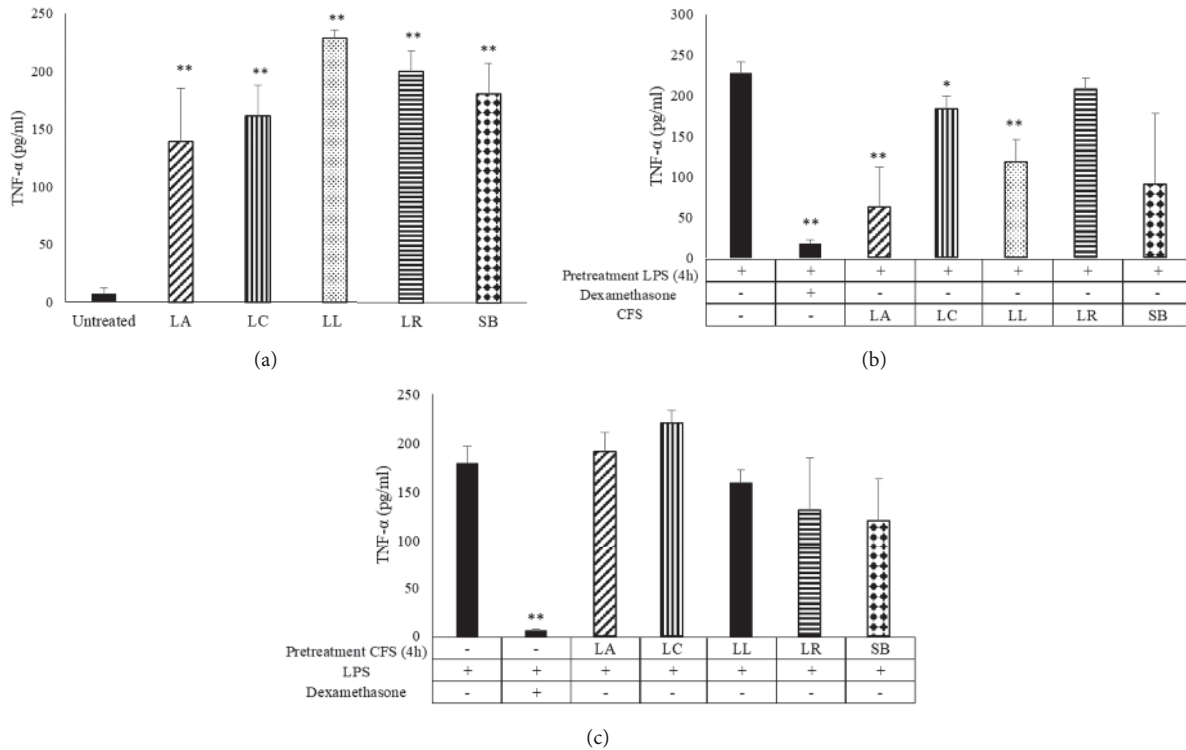 250
200
150
100
50
0
TNF-α (pg/ml)
** ** ** ** **
Untreated LA LC LL LR SB
(a)
300
250
200
150
100
50
0
TNF-α (pg/ml)
** ** * **
Pretreatment LPS (4h) + + + + + + +
Dexamethasone - + - - - - -
CFS - - LA LC LL LR SB
(b)
250
200
150
100
50
0
TNF-α (pg/ml)
**
Pretreatment CFS (4h) - - LA LC LL LR SB
LPS + + + + + + +
Dexamethasone - + - - - - -
(c)